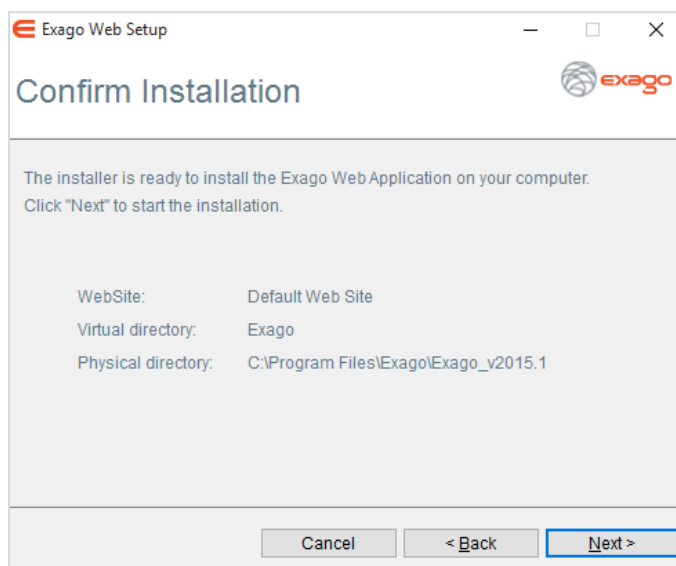 Exago Web Setup
Confirm Installation
exago
The installer is ready to install the Exago Web Application on your computer.
Click "Next" to start the installation.
WebSite: Default Web Site
Virtual directory: Exago
Physical directory: C:\Program Files\Exago\Exago_v2015.1
Cancel < Back Next >